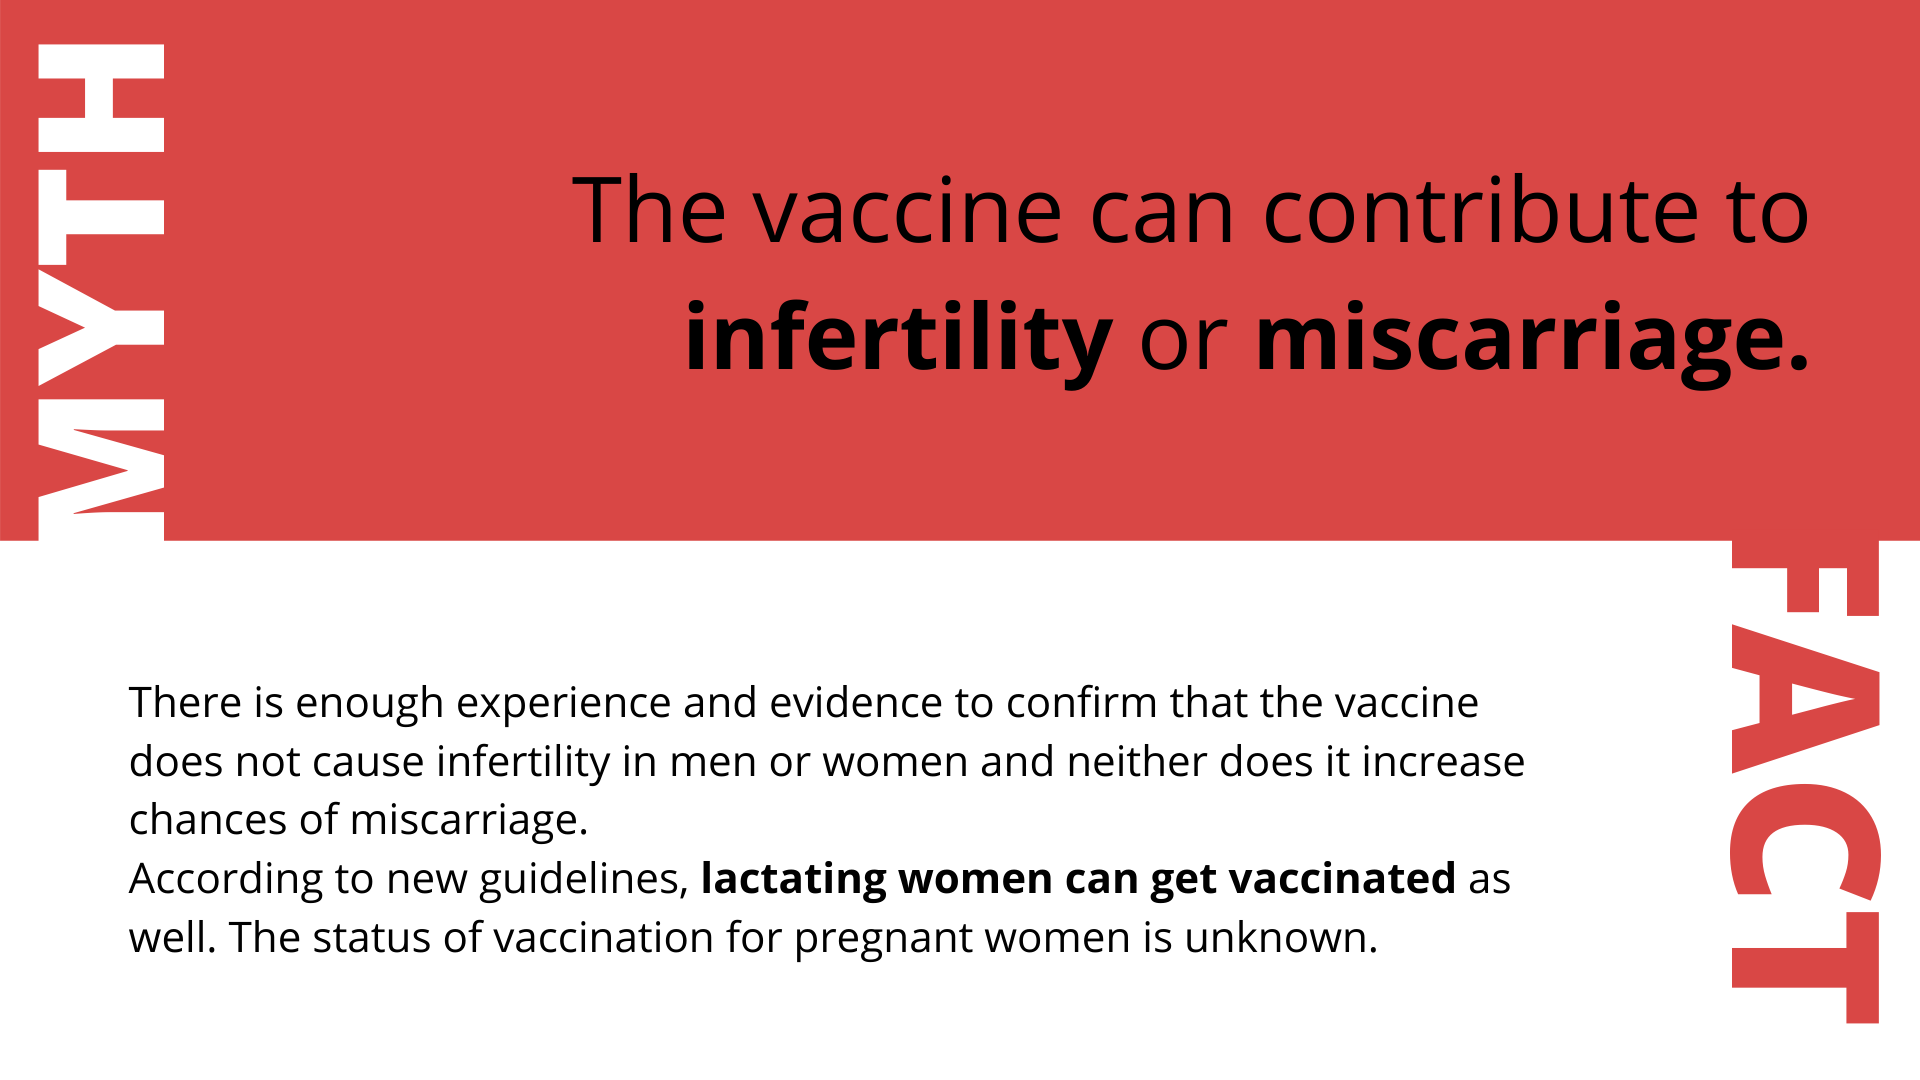 MYTH
The vaccine can contribute to
infertility or miscarriage.
There is enough experience and evidence to confirm that the vaccine
does not cause infertility in men or women and neither does it increase
chances of miscarriage.
According to new guidelines, lactating women can get vaccinated as
well. The status of vaccination for pregnant women is unknown.
FACT